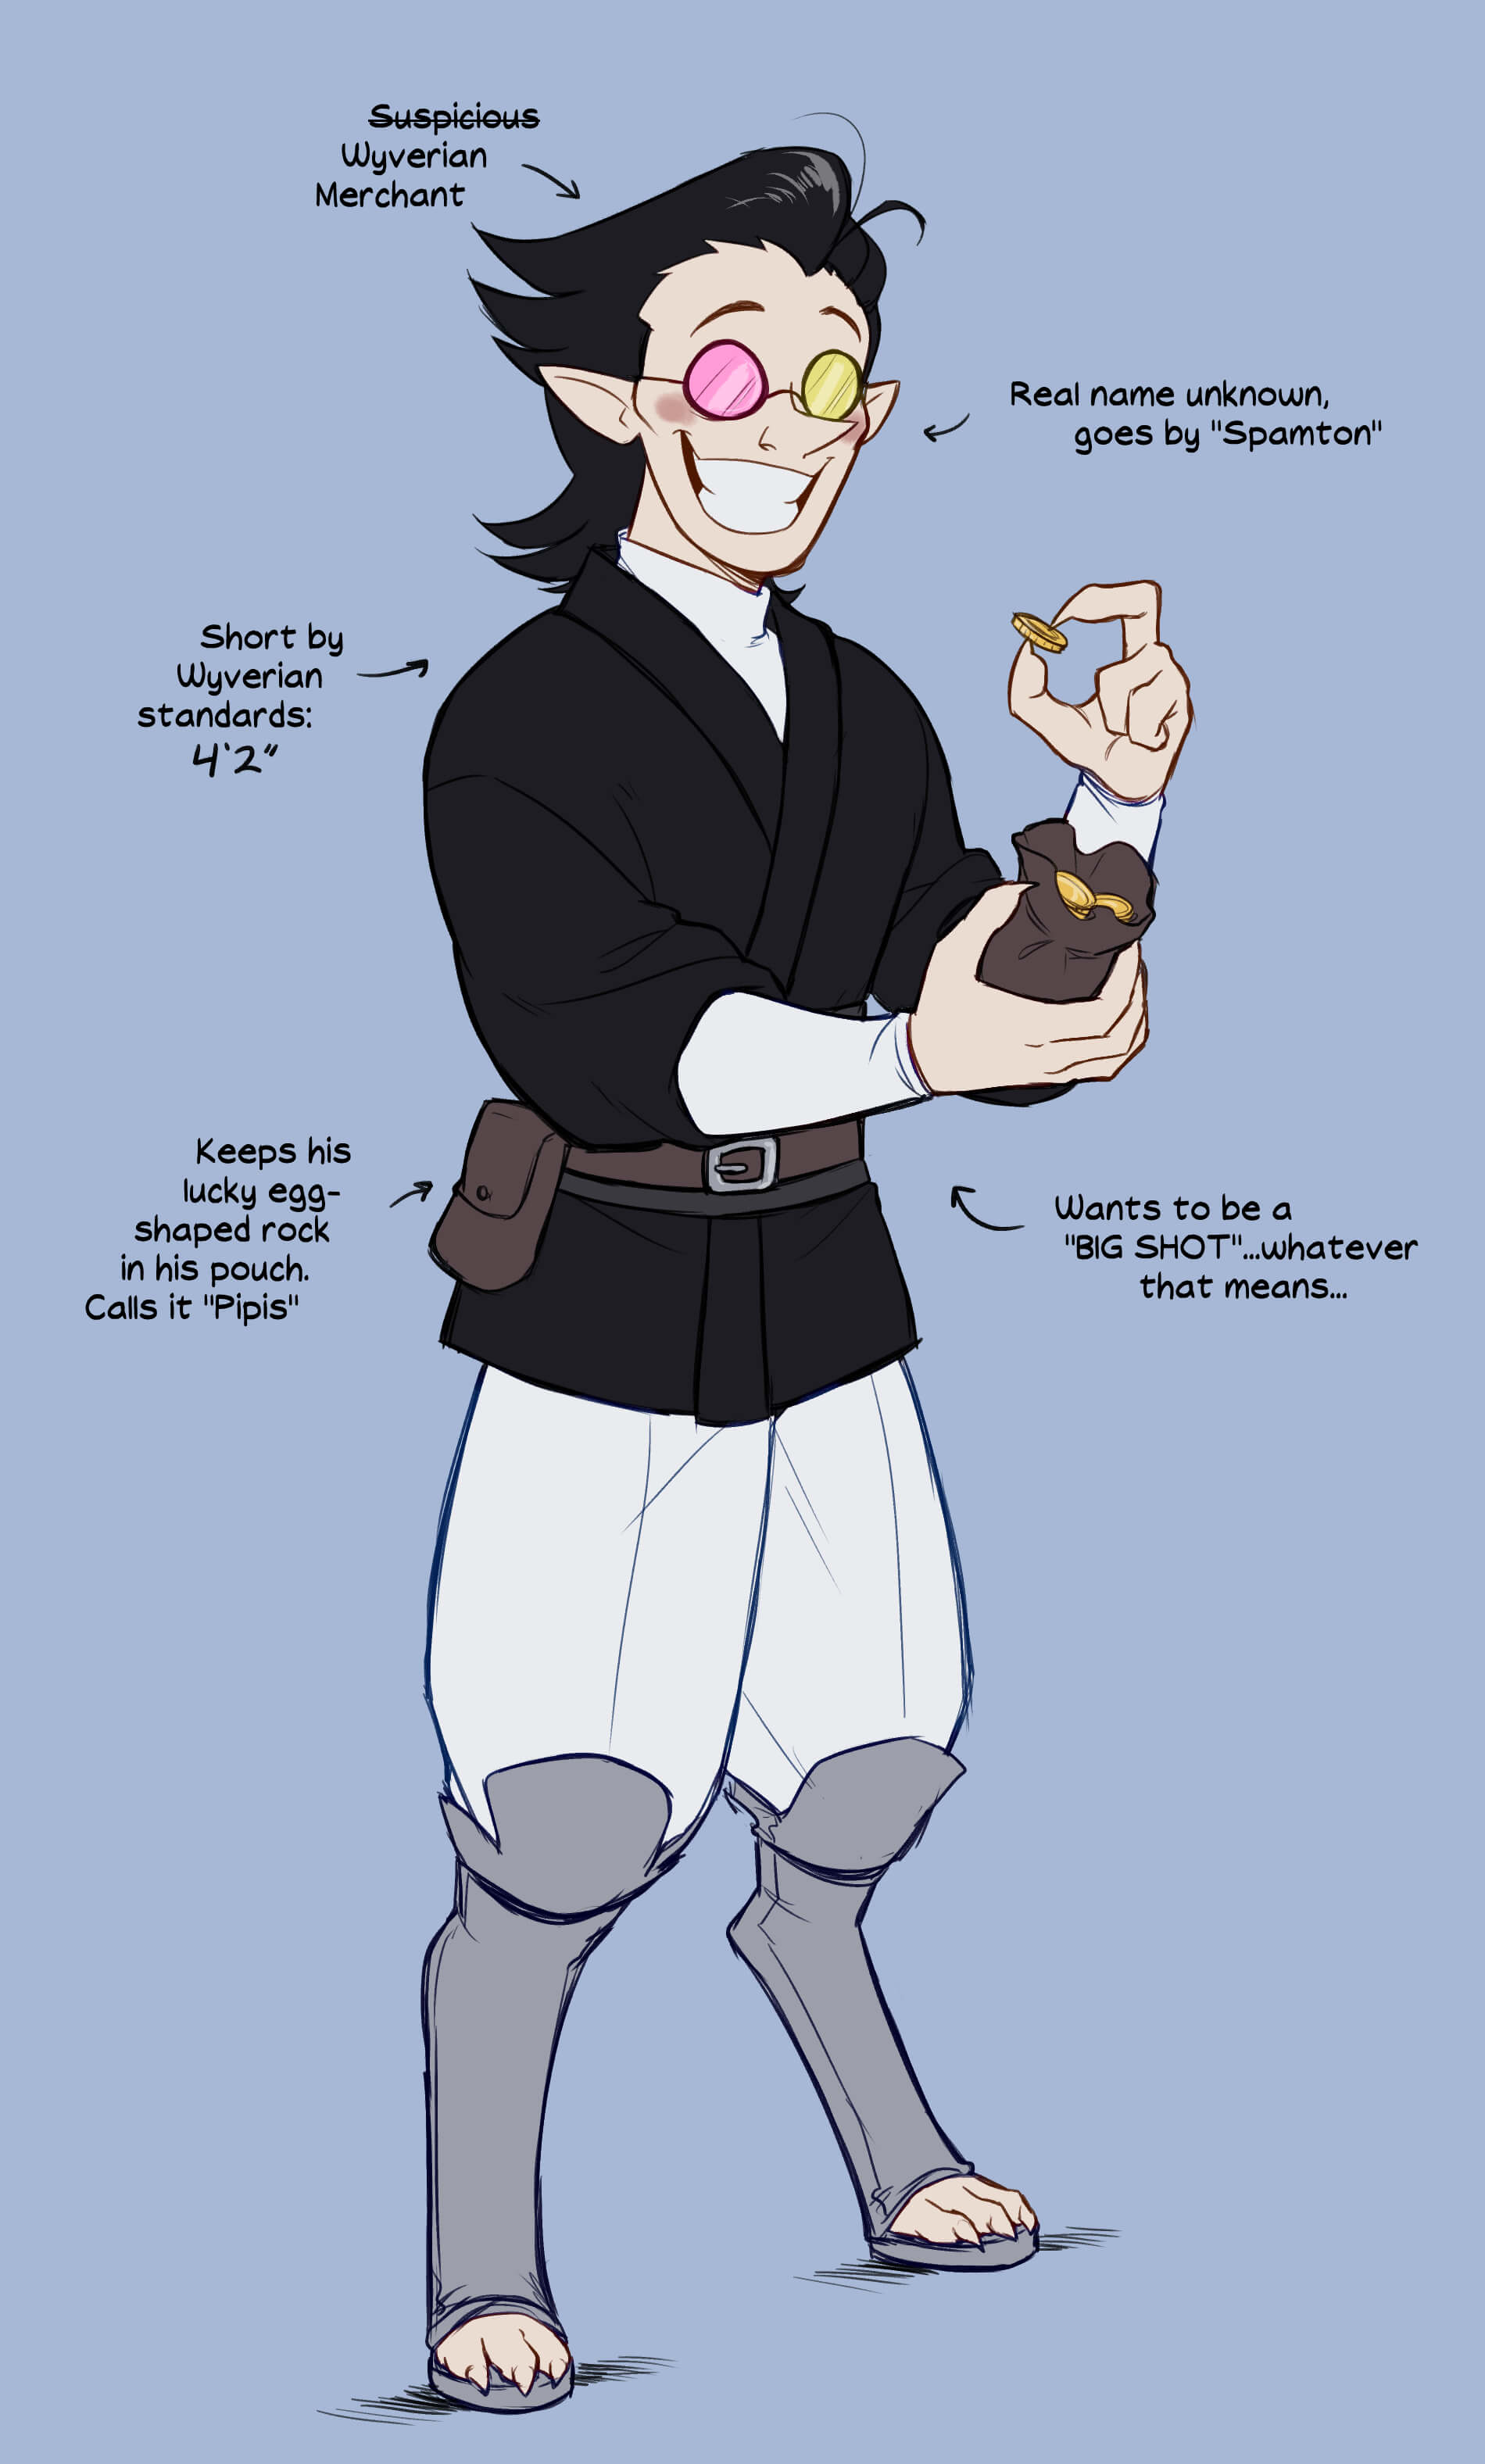 Suspicious
Wyverian
Merchant
Real name unknown,
goes by "Spamton"
Short by
Wyverian
standards:
4'2"
Keeps his
lucky egg-
shaped rock
in his pouch.
Calls it "Pipis"
Wants to be a
"BIG SHOT"...whatever
that means...